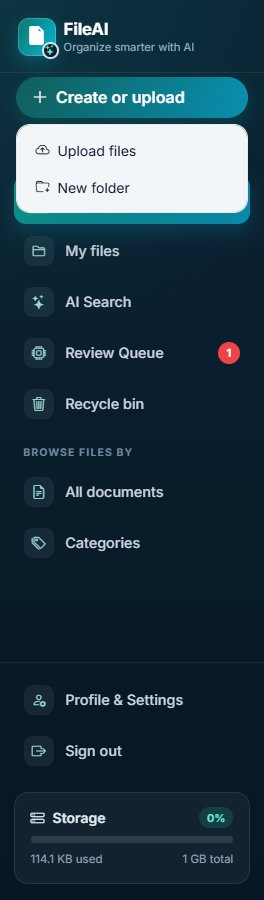 FileAI
Organize smarter with AI
Create or upload
Upload files
New folder
My files
AI Search
Review Queue 1
Recycle bin
BROWSE FILES BY
All documents
Categories
Profile & Settings
Sign out
Storage 0%
114.1 KB used 1 GB total